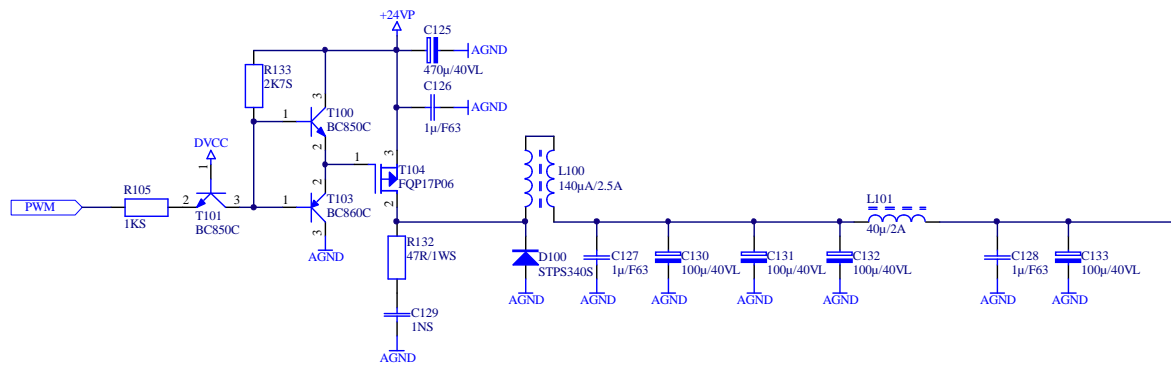 +24VP
C125
AGND
470µ/40VL
R133
2K7S
C126
AGND
1µ/F63
3
1
T100
BC850C
2
DVCC
1
3
1
T104
FQP17P06
2
L100
140µA/2.5A
PWM
R105
1KS
2
3
T101
BC850C
1
2
T103
BC860C
3
AGND
L101
40µ/2A
R132
47R/1WS
D100
STPS340S
AGND
C127
1µ/F63
AGND
C130
100µ/40VL
AGND
C131
100µ/40VL
AGND
C132
100µ/40VL
AGND
C128
1µ/F63
AGND
C133
100µ/40VL
AGND
C129
1NS
AGND